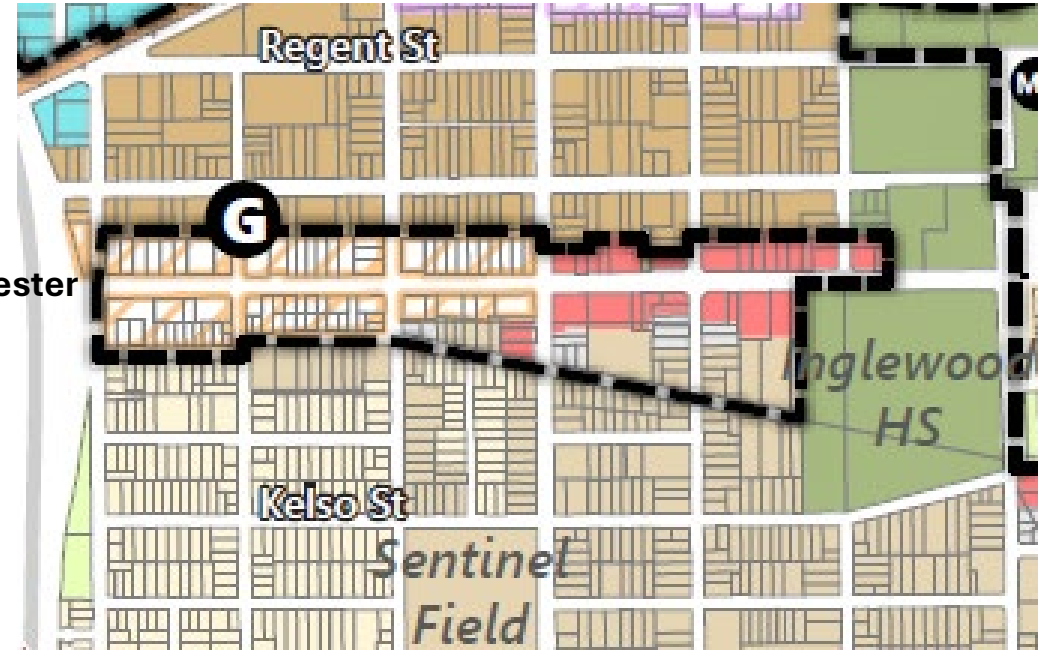 Regent St
M
G
ester
Inglewood
HS
Kelso St
Sentinel
Field